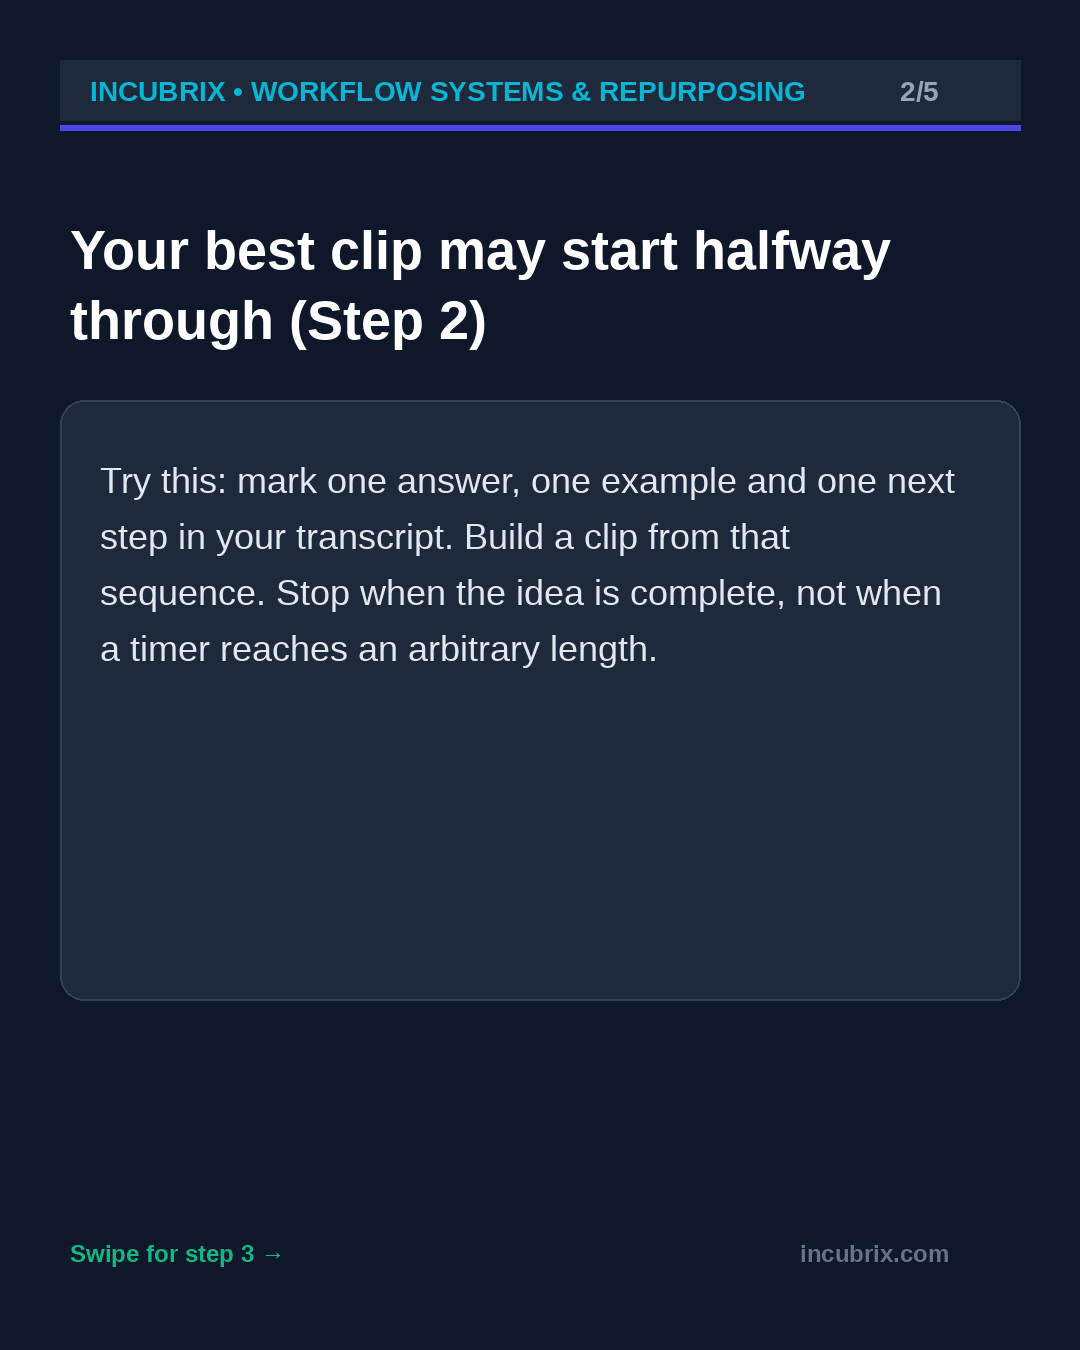 INCUBRIX • WORKFLOW SYSTEMS & REPURPOSING 2/5
Your best clip may start halfway
through (Step 2)
Try this: mark one answer, one example and one next
step in your transcript. Build a clip from that
sequence. Stop when the idea is complete, not when
a timer reaches an arbitrary length.
Swipe for step 3 → incubrix.com